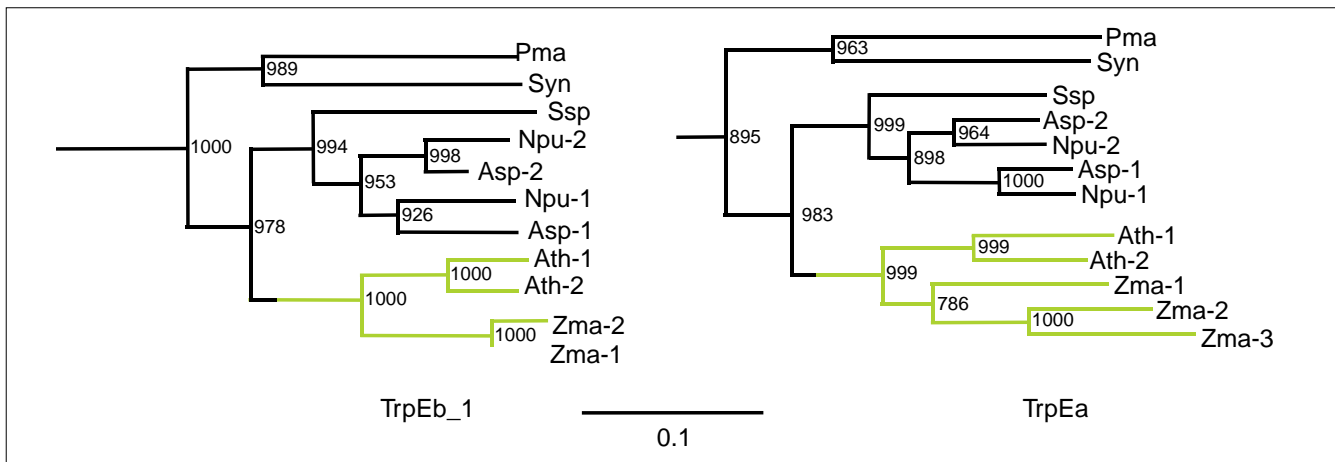 Pma
989
Syn
1000
Ssp
994
Npu-2
998
Asp-2
953
Npu-1
926
Asp-1
978
Ath-1
1000
Ath-2
1000
Zma-2
1000
Zma-1
TrpEb_1
Pma
963
Syn
895
Ssp
999
Asp-2
964
Npu-2
898
Asp-1
1000
Npu-1
983
Ath-1
999
Ath-2
999
Zma-1
786
Zma-2
1000
Zma-3
TrpEa
0.1